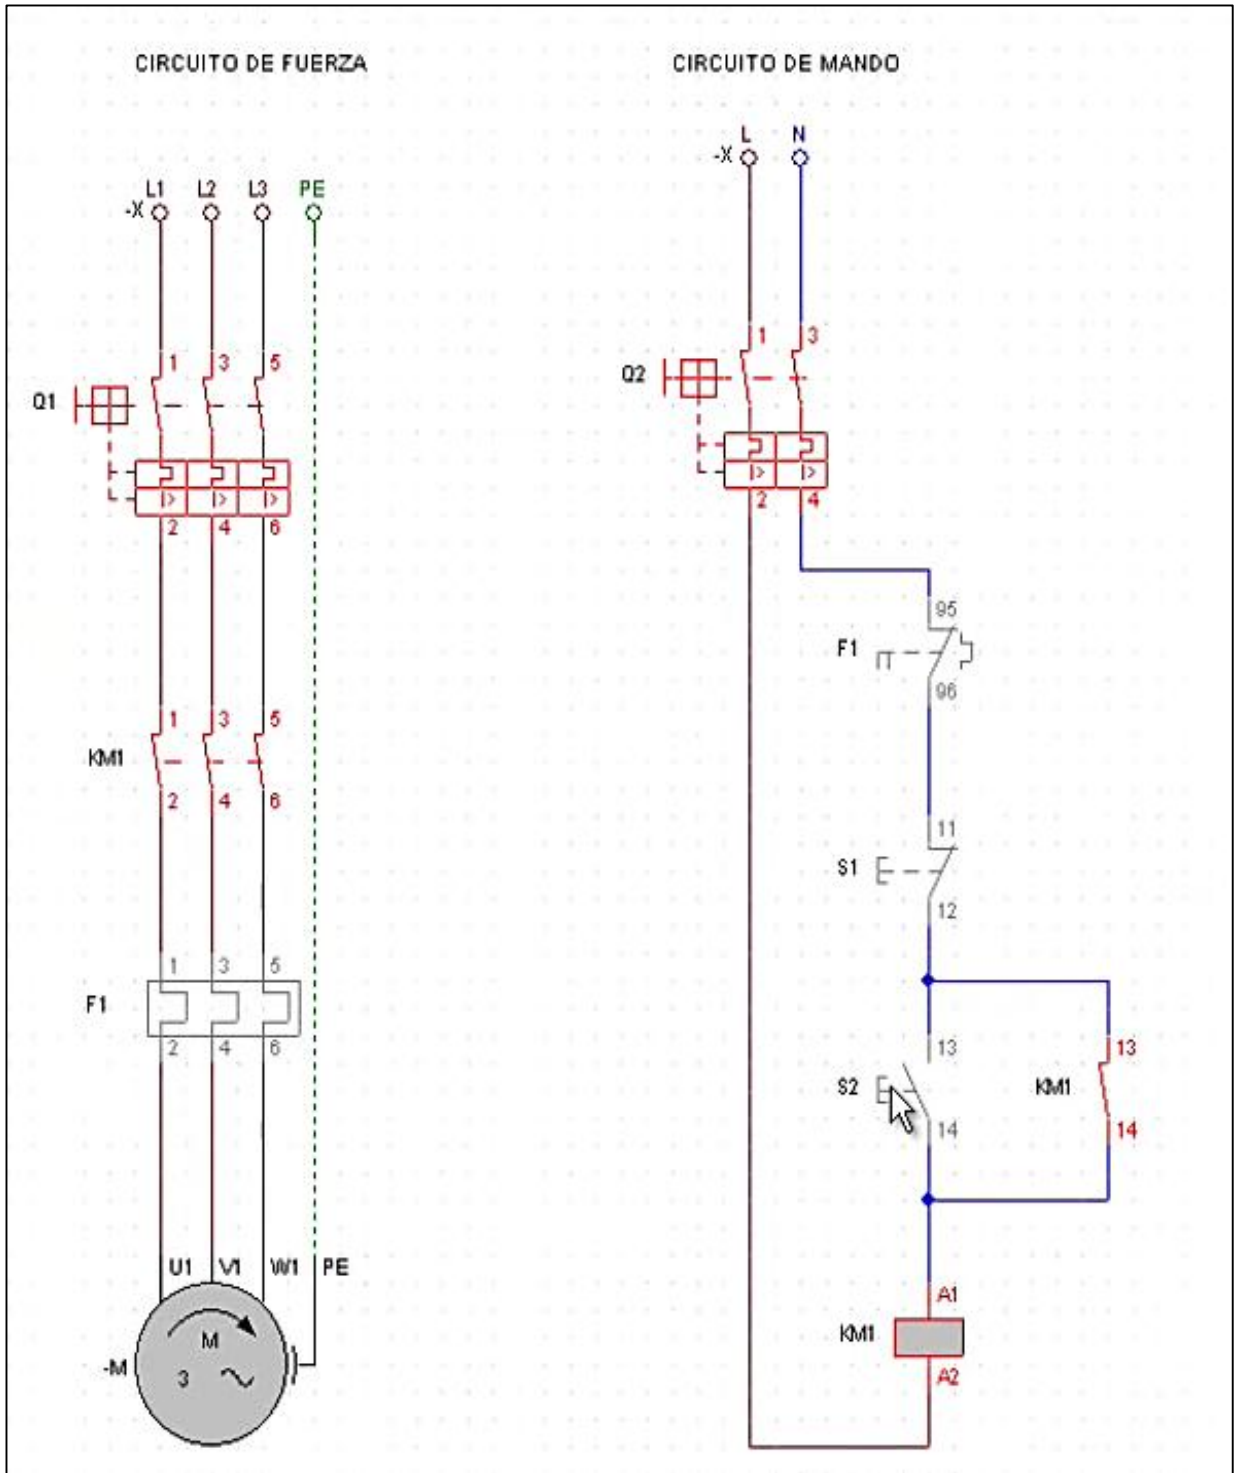 CIRCUITO DE FUERZA
CIRCUITO DE MANDO
L N
-X
L1 L2 L3 PE
-X
1 3
Q2
1 3 5
Q1
2 4
2 4 6
95
F1
96
1 3 5
KM1
2 4 6
11
S1
12
1 3 5
F1
2 4 6
13 13
S2 KM1
14 14
U1 V1 W1 PE
A1
KM1
A2
M
-M
3